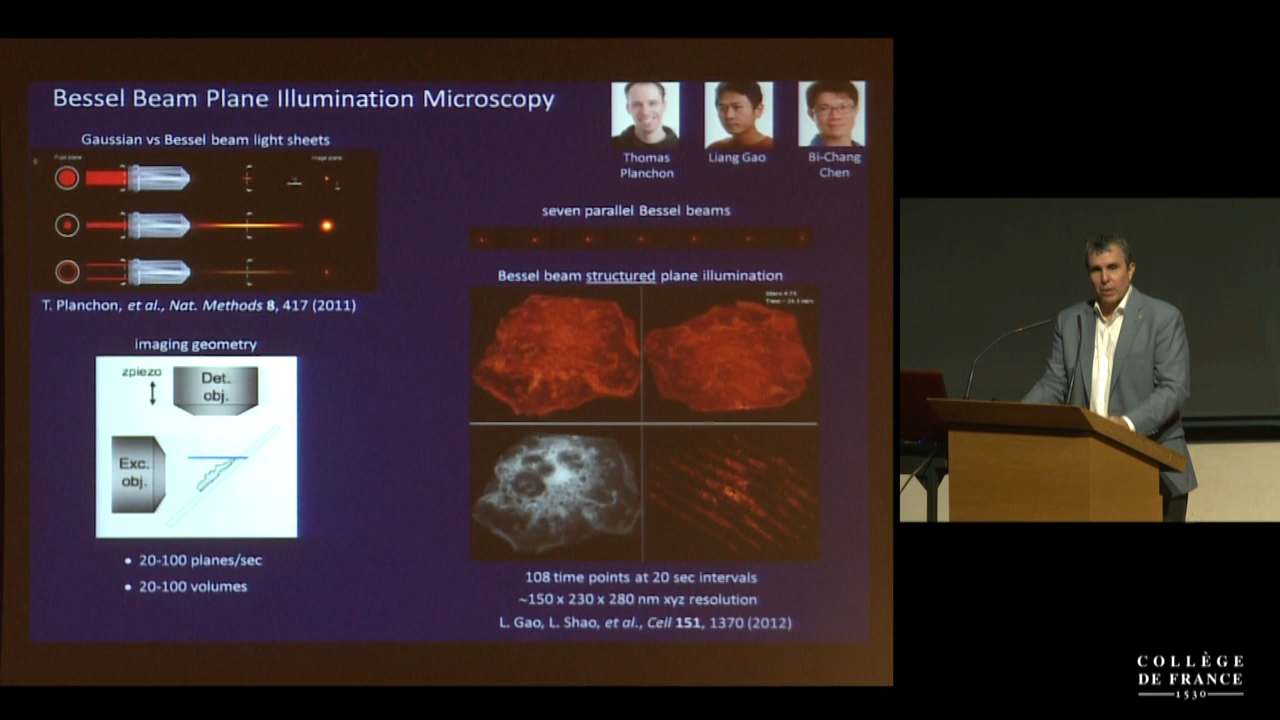 Bessel Beam Plane Illumination Microscopy
Gaussian vs Bessel beam light sheets
Pupil plane
Image plane
T. Planchon, et al., Nat. Methods 8, 417 (2011)
imaging geometry
zpiezo
Det.
obj.
Exc.
obj.
• 20-100 planes/sec
• 20-100 volumes
Thomas
Planchon
Liang Gao
Bi-Chang
Chen
seven parallel Bessel beams
Bessel beam structured plane illumination
108 time points at 20 sec intervals
~150 x 230 x 280 nm xyz resolution
L. Gao, L. Shao, et al., Cell 151, 1370 (2012)
COLLÈGE
DE FRANCE
1530